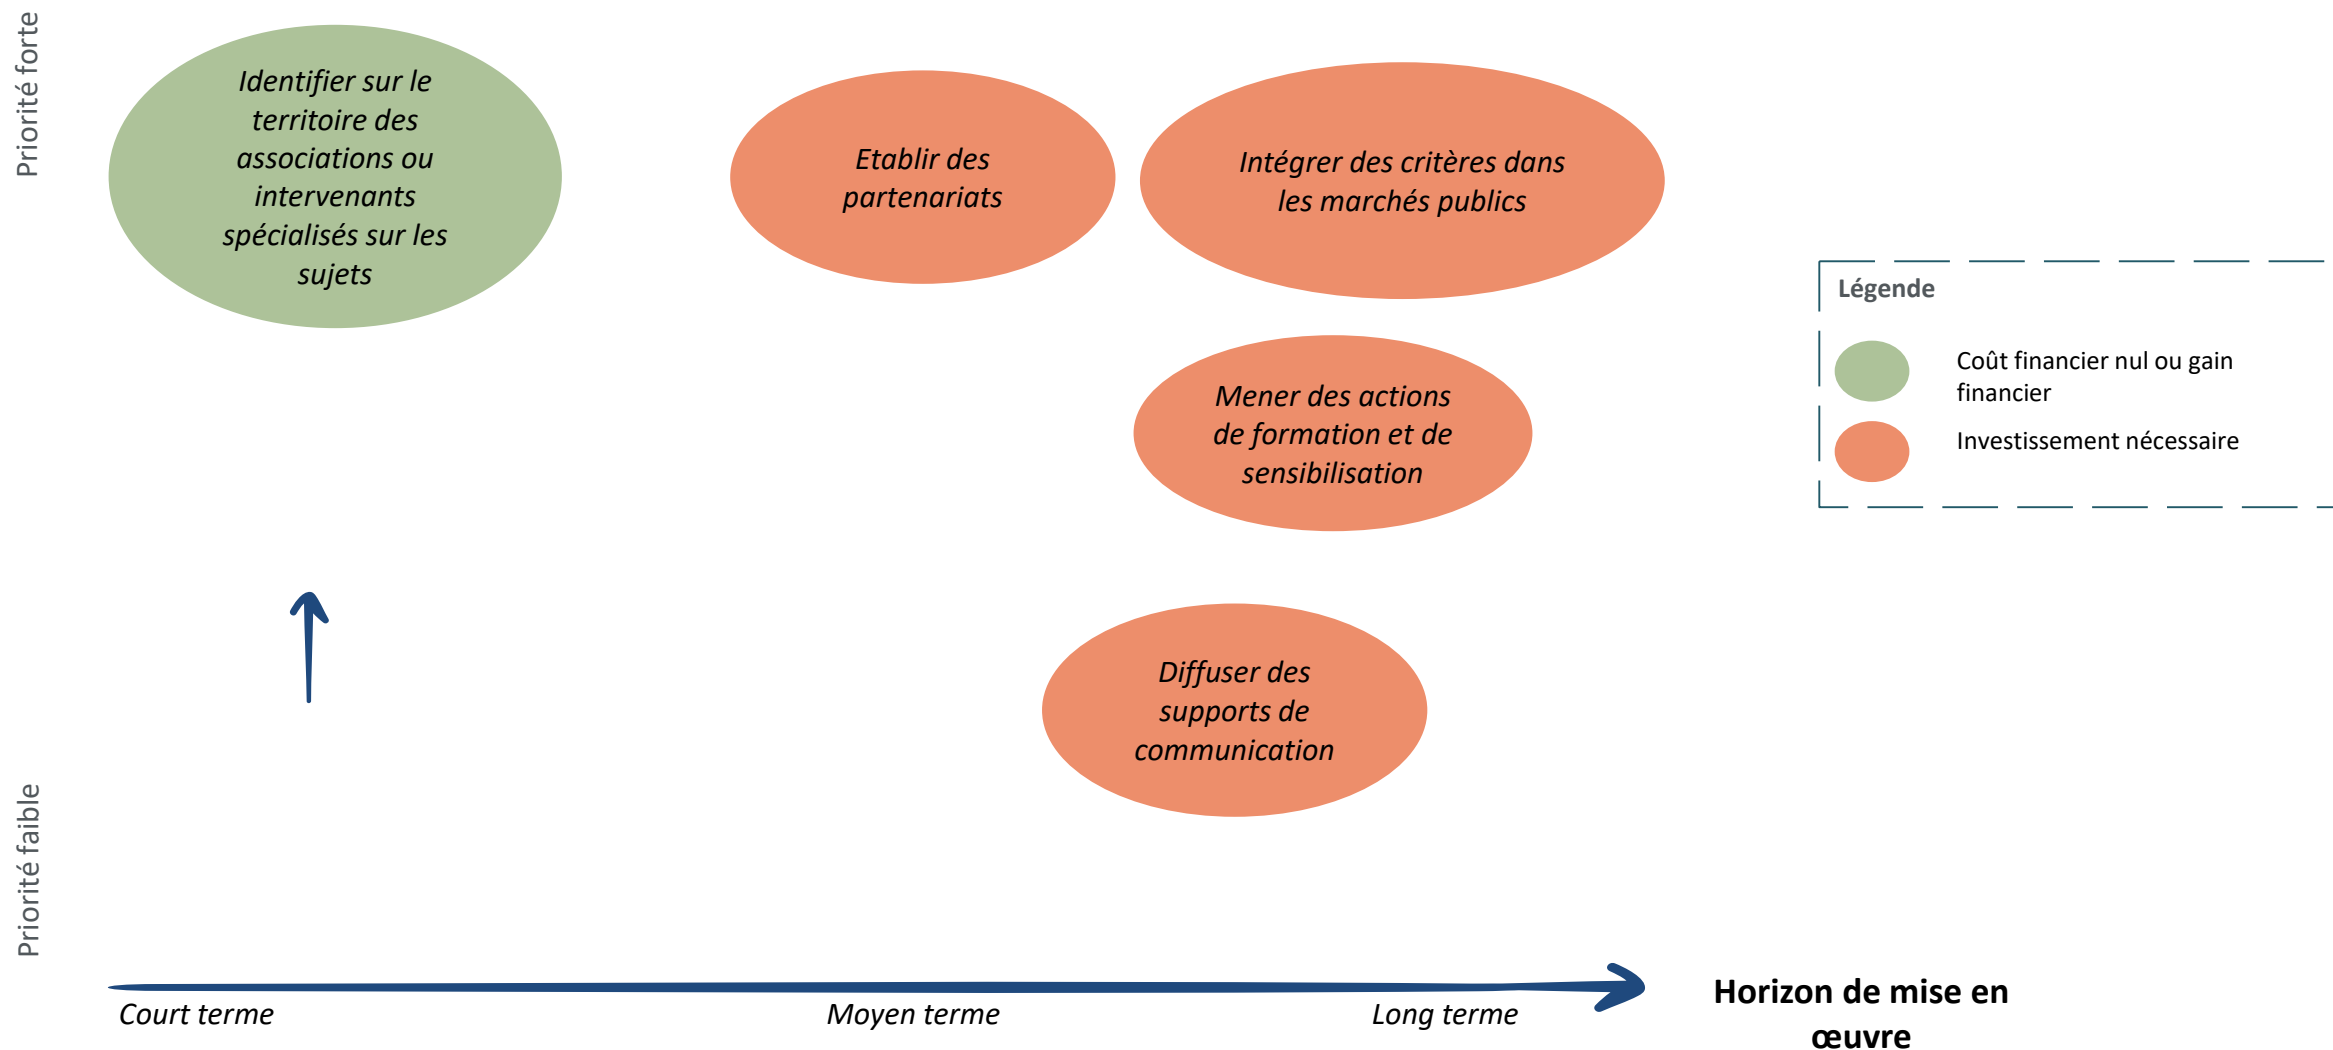 Priorité forte
Identifier sur le
territoire des
associations ou
intervenants
spécialisés sur les
sujets
Etablir des
partenariats
Intégrer des critères dans
les marchés publics
Légende
Coût financier nul ou gain
financier
Investissement nécessaire
Mener des actions
de formation et de
sensibilisation
Diffuser des
supports de
communication
Priorité faible
Court terme
Moyen terme
Long terme
Horizon de mise en
œuvre